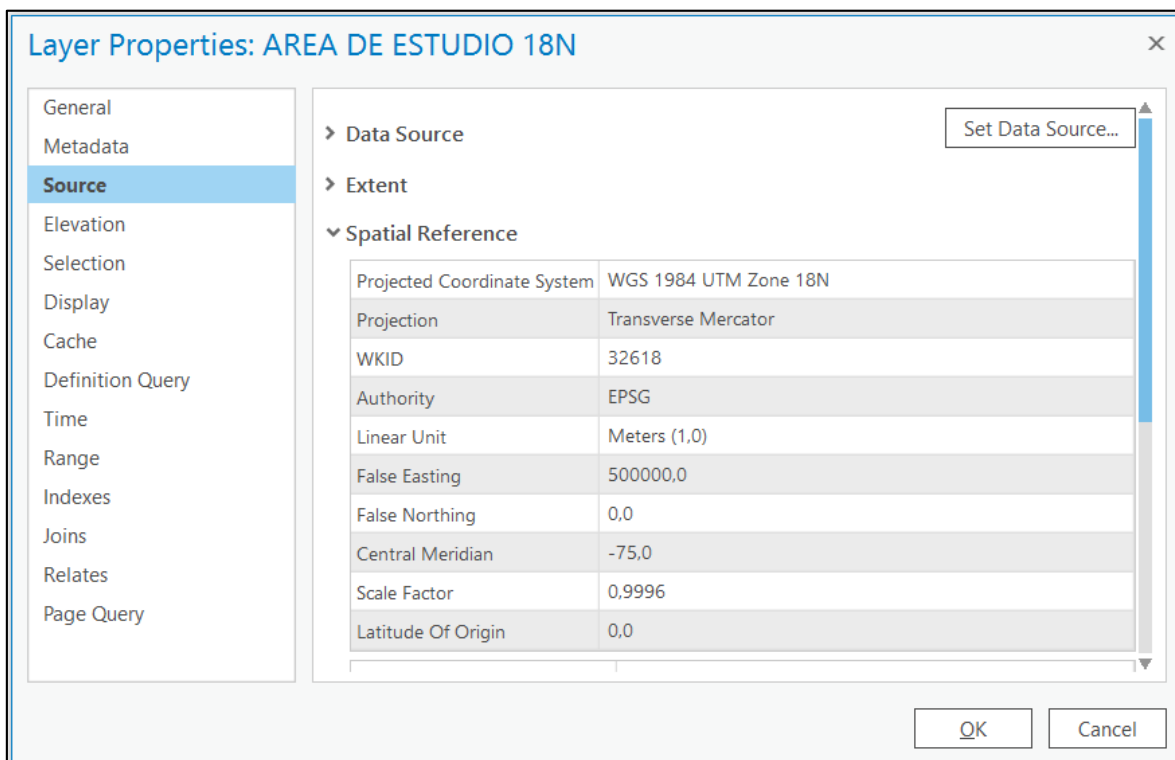 Layer Properties: AREA DE ESTUDIO 18N
General
Metadata
Source
Elevation
Selection
Display
Cache
Definition Query
Time
Range
Indexes
Joins
Relates
Page Query
Data Source
Set Data Source...
Extent
Spatial Reference
Projected Coordinate System WGS 1984 UTM Zone 18N
Projection Transverse Mercator
WKID 32618
Authority EPSG
Linear Unit Meters (1,0)
False Easting 500000,0
False Northing 0,0
Central Meridian -75,0
Scale Factor 0,9996
Latitude Of Origin 0,0
OK Cancel